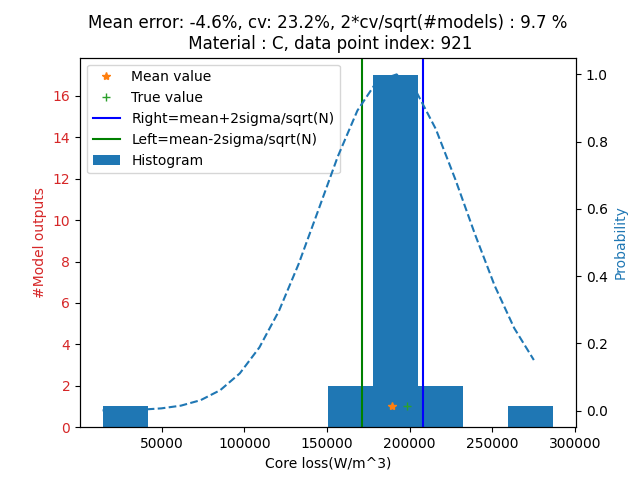 Mean error: -4.6%, cv: 23.2%, 2*cv/sqrt(#models) : 9.7 %
Material : C, data point index: 921
Mean value
True value
Right=mean+2sigma/sqrt(N)
Left=mean-2sigma/sqrt(N)
Histogram
#Model outputs
16
14
12
10
8
6
4
2
0
1.0
0.8
0.6
0.4
0.2
0.0
Probability
50000 100000 150000 200000 250000 300000
Core loss(W/m^3)